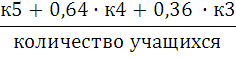 к5 + 0,64 · к4 + 0,36 · к3
количество учащихся